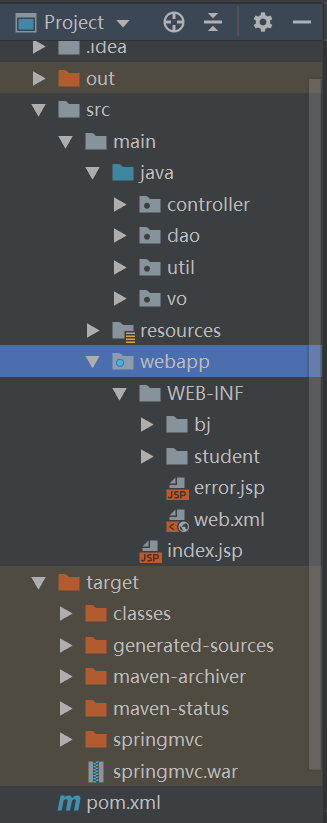 Project
.idea
out
src
main
java
controller
dao
util
vo
resources
webapp
WEB-INF
bj
student
JSP error.jsp
web.xml
JSP index.jsp
target
classes
generated-sources
maven-archiver
maven-status
springmvc
springmvc.war
m pom.xml